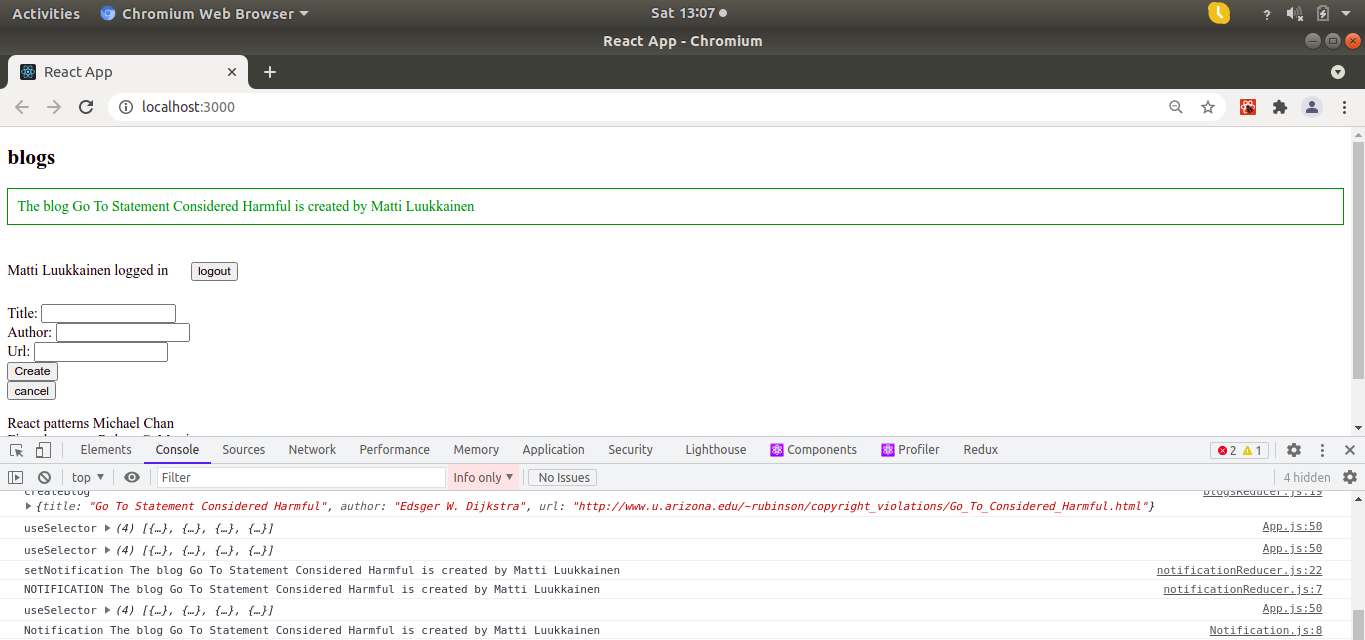 Activities Chromium Web Browser Sat 13:07
React App - Chromium
React App
localhost:3000
blogs
The blog Go To Statement Considered Harmful is created by Matti Luukkainen
Matti Luukkainen logged in logout
Title:
Author:
Url:
Create
cancel
React patterns Michael Chan
Elements Console Sources Network Performance Memory Application Security Lighthouse Components Profiler Redux 2 1
top Filter Info only No Issues 4 hidden
createBlog blogsReducer.js:19
{title: "Go To Statement Considered Harmful", author: "Edsger W. Dijkstra", url: "http://www.u.arizona.edu/~rubinson/copyright_violations/Go_To_Considered_Harmful.html"}
useSelector (4) [{…}, {…}, {…}, {…}] App.js:50
useSelector (4) [{…}, {…}, {…}, {…}] App.js:50
setNotification The blog Go To Statement Considered Harmful is created by Matti Luukkainen notificationReducer.js:22
NOTIFICATION The blog Go To Statement Considered Harmful is created by Matti Luukkainen notificationReducer.js:7
useSelector (4) [{…}, {…}, {…}, {…}] App.js:50
Notification The blog Go To Statement Considered Harmful is created by Matti Luukkainen Notification.js:8